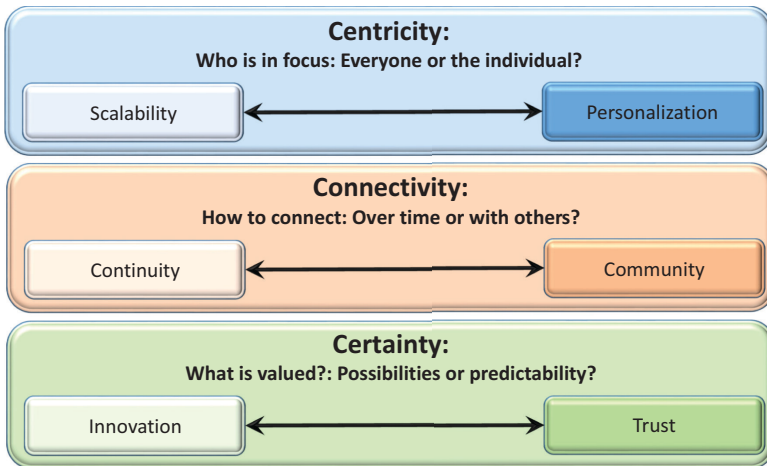 Centricity:
Who is in focus: Everyone or the individual?
Scalability
Personalization
Connectivity:
How to connect: Over time or with others?
Continuity
Community
Certainty:
What is valued?: Possibilities or predictability?
Innovation
Trust